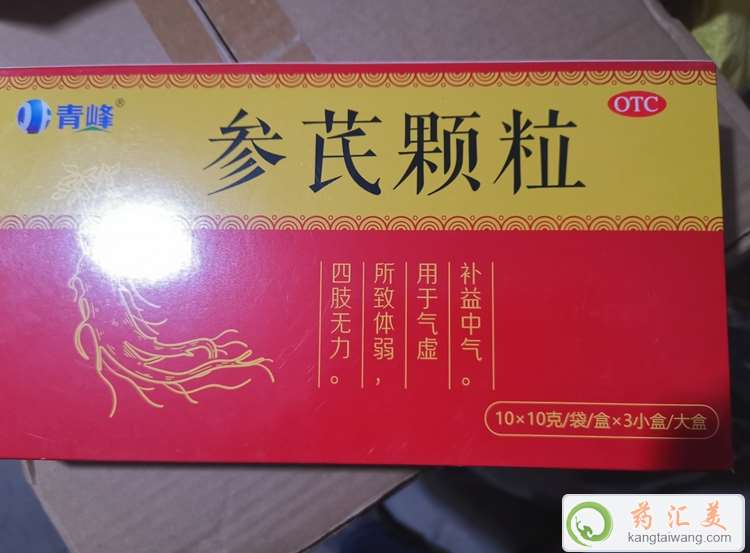 青峰®
参芪颗粒
OTC
补益中气。
用于气虚
所致体弱，
四肢无力。
10×10克/袋/盒×3小盒/大盒
药汇美
kangtaiwang.com